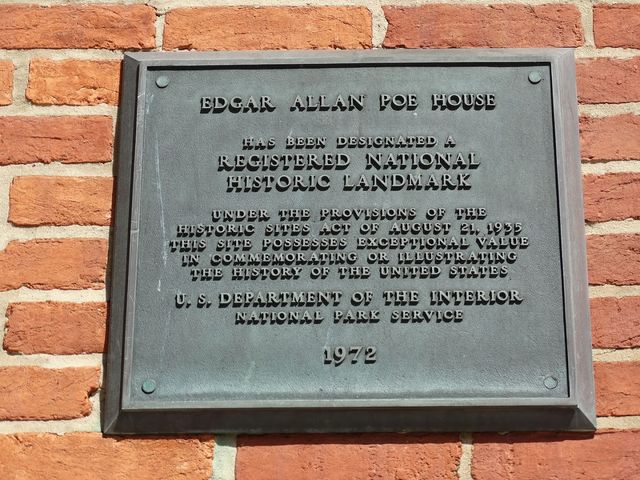 EDGAR ALLAN POE HOUSE
HAS BEEN DESIGNATED A
REGISTERED NATIONAL
HISTORIC LANDMARK
UNDER THE PROVISIONS OF THE
HISTORIC SITES ACT OF AUGUST 21, 1935
THIS SITE POSSESSES EXCEPTIONAL VALUE
IN COMMEMORATING OR ILLUSTRATING
THE HISTORY OF THE UNITED STATES
U. S. DEPARTMENT OF THE INTERIOR
NATIONAL PARK SERVICE
1972